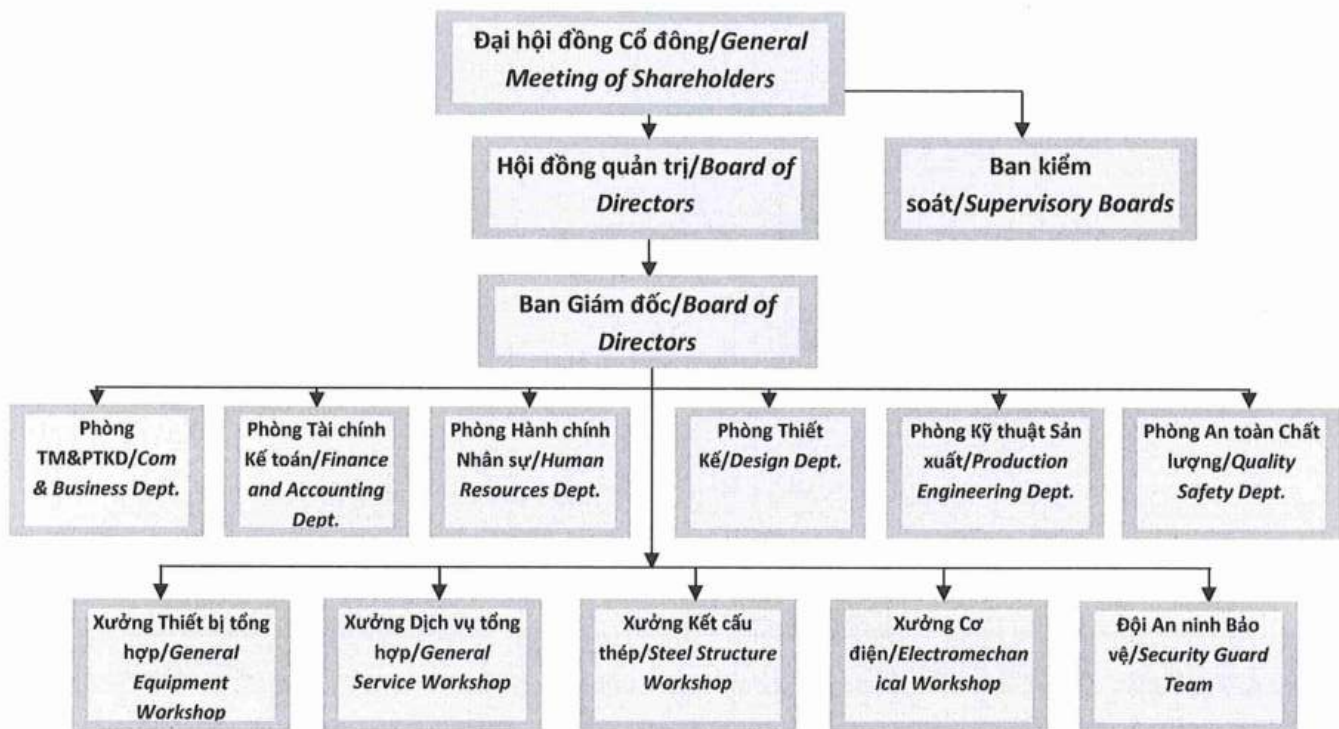 Đại hội đồng Cổ đông/General
Meeting of Shareholders
Hội đồng quản trị/Board of
Directors
Ban kiểm
soát/Supervisory Boards
Ban Giám đốc/Board of
Directors
Phòng
TM&PTKD/Com
& Business Dept.
Phòng Tài chính
Kế toán/Finance
and Accounting
Dept.
Phòng Hành chính
Nhân sự/Human
Resources Dept.
Phòng Thiết
Kế/Design Dept.
Phòng Kỹ thuật Sản
xuất/Production
Engineering Dept.
Phòng An toàn Chất
lượng/Quality
Safety Dept.
Xưởng Thiết bị tổng
hợp/General
Equipment
Workshop
Xưởng Dịch vụ tổng
hợp/General
Service Workshop
Xưởng Kết cấu
thép/Steel Structure
Workshop
Xưởng Cơ
điện/Electromechan
ical Workshop
Đội An ninh Bảo
vệ/Security Guard
Team